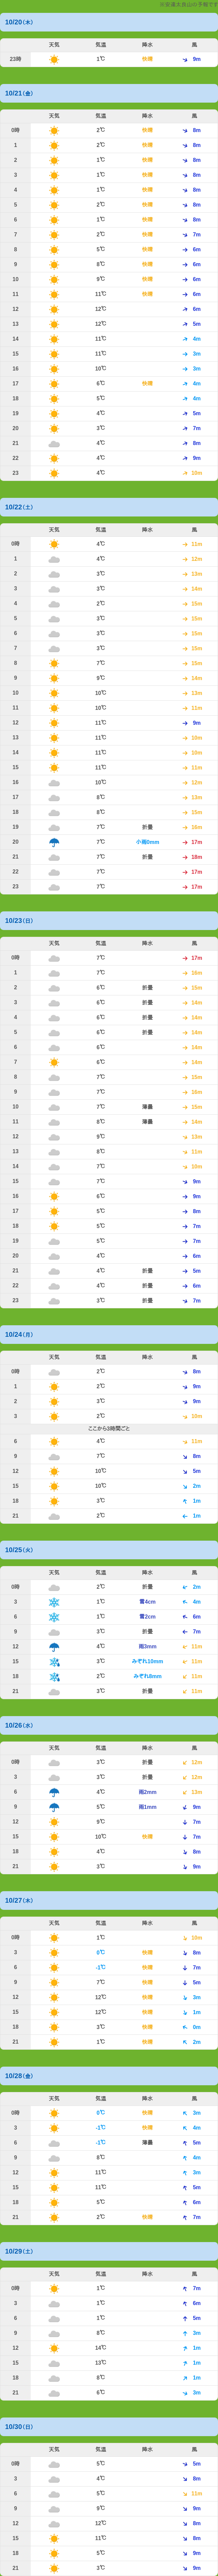 の予報です
10/20(木)
天気 気温 降水 風
23時 1℃ 快晴 9m
10/21(金)
天気 気温 降水 風
0時 2℃ 快晴 8m
1 2℃ 快晴 8m
2 1℃ 快晴 8m
3 1℃ 快晴 8m
4 1℃ 快晴 8m
5 2℃ 快晴 8m
6 1℃ 快晴 8m
7 2℃ 快晴 7m
8 5℃ 快晴 6m
9 8℃ 快晴 6m
10 9℃ 快晴 6m
11 11℃ 快晴 6m
12 12℃ 6m
13 12℃ 5m
14 11℃ 4m
15 11℃ 3m
16 10℃ 3m
17 6℃ 快晴 4m
18 5℃ 4m
19 4℃ 5m
20 3℃ 7m
21 4℃ 8m
22 4℃ 9m
23 4℃ 10m
10/22(土)
天気 気温 降水 風
0時 4℃ 11m
1 4℃ 12m
2 3℃ 13m
3 3℃ 14m
4 2℃ 15m
5 3℃ 15m
6 3℃ 15m
7 3℃ 15m
8 7℃ 15m
9 9℃ 14m
10 10℃ 13m
11 10℃ 11m
12 11℃ 9m
13 11℃ 10m
14 11℃ 10m
15 11℃ 11m
16 10℃ 12m
17 8℃ 13m
18 8℃ 15m
19 7℃ 折曇 16m
20 7℃ 小雨0mm 17m
21 7℃ 折曇 18m
22 7℃ 17m
23 7℃ 17m
10/23(日)
天気 気温 降水 風
0時 7℃ 17m
1 7℃ 16m
2 6℃ 折曇 15m
3 6℃ 折曇 14m
4 6℃ 折曇 14m
5 6℃ 折曇 14m
6 6℃ 14m
7 6℃ 14m
8 7℃ 15m
9 7℃ 16m
10 7℃ 薄曇 15m
11 8℃ 薄曇 14m
12 9℃ 13m
13 8℃ 11m
14 7℃ 10m
15 7℃ 9m
16 6℃ 9m
17 5℃ 8m
18 5℃ 7m
19 5℃ 7m
20 4℃ 6m
21 4℃ 折曇 5m
22 4℃ 折曇 6m
23 3℃ 折曇 7m
10/24(月)
天気 気温 降水 風
0時 2℃ 8m
1 2℃ 9m
2 3℃ 9m
3 2℃ 10m
ここから3時間ごと
6 4℃ 11m
9 7℃ 8m
12 10℃ 5m
15 10℃ 2m
18 3℃ 1m
21 2℃ 1m
10/25(火)
天気 気温 降水 風
0時 2℃ 折曇 2m
3 1℃ 雪4cm 4m
6 1℃ 雪2cm 6m
9 3℃ 折曇 7m
12 4℃ 雨3mm 11m
15 3℃ みぞれ10mm 11m
18 2℃ みぞれ8mm 11m
21 3℃ 折曇 11m
10/26(水)
天気 気温 降水 風
0時 3℃ 折曇 12m
3 3℃ 折曇 12m
6 4℃ 雨2mm 13m
9 5℃ 雨1mm 9m
12 9℃ 7m
15 10℃ 快晴 7m
18 4℃ 8m
21 3℃ 9m
10/27(木)
天気 気温 降水 風
0時 1℃ 10m
3 0℃ 快晴 8m
6 2℃ 快晴 7m
9 7℃ 快晴 5m
12 12℃ 快晴 3m
15 12℃ 快晴 1m
18 3℃ 快晴 0m
21 1℃ 快晴 2m
10/28(金)
天気 気温 降水 風
0時 0℃ 快晴 3m
3 -1℃ 快晴 4m
6 -1℃ 薄曇 5m
9 8℃ 4m
12 11℃ 3m
15 11℃ 5m
18 5℃ 6m
21 2℃ 快晴 7m
10/29(土)
天気 気温 降水 風
0時 1℃ 7m
3 1℃ 6m
6 1℃ 5m
9 8℃ 3m
12 14℃ 1m
15 13℃ 1m
18 8℃ 1m
21 6℃ 3m
10/30(日)
天気 気温 降水 風
0時 5℃ 5m
3 4℃ 8m
6 5℃ 11m
9 9℃ 9m
12 12℃ 8m
15 11℃ 8m
18 5℃ 9m
21 3℃ 9m